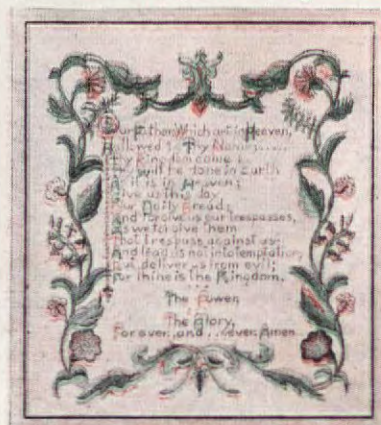 Our Father Which art in Heaven,
Hallowed be Thy Name......
Thy Kingdom come :
Thy will be done in Earth
As it is in Heaven;
Give us this day
Our Daily Bread;
And forgive us our trespasses,
As we forgive them
That trespass against us;
And lead us not into temptation,
But deliver us from evil;
For thine is the Kingdom,
The Power,
The Glory,
For ever..and...ever. Amen.